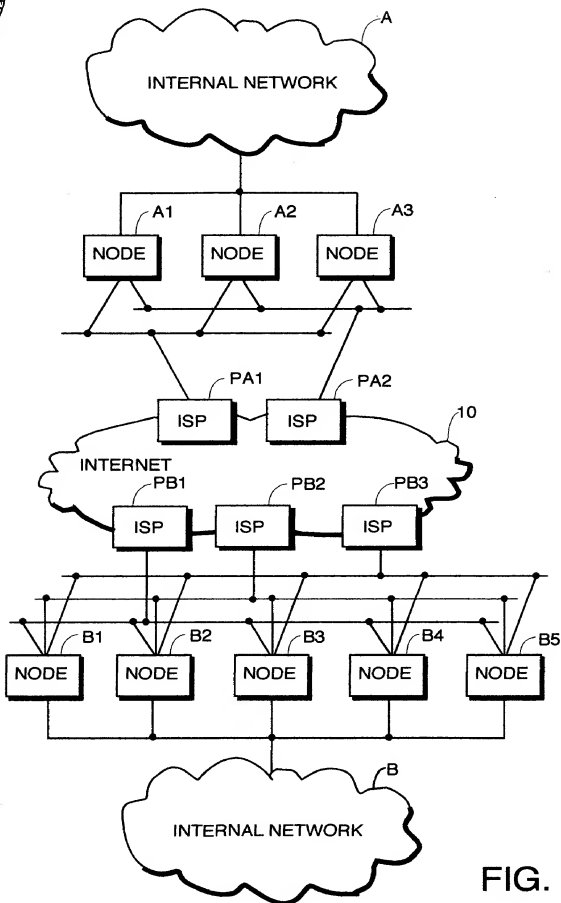 A
INTERNAL NETWORK
A1
A2
A3
NODE
NODE
NODE
PA1
PA2
ISP
ISP
10
INTERNET
PB1
PB2
PB3
ISP
ISP
ISP
B1
B2
B3
B4
B5
NODE
NODE
NODE
NODE
NODE
B
INTERNAL NETWORK
FIG.